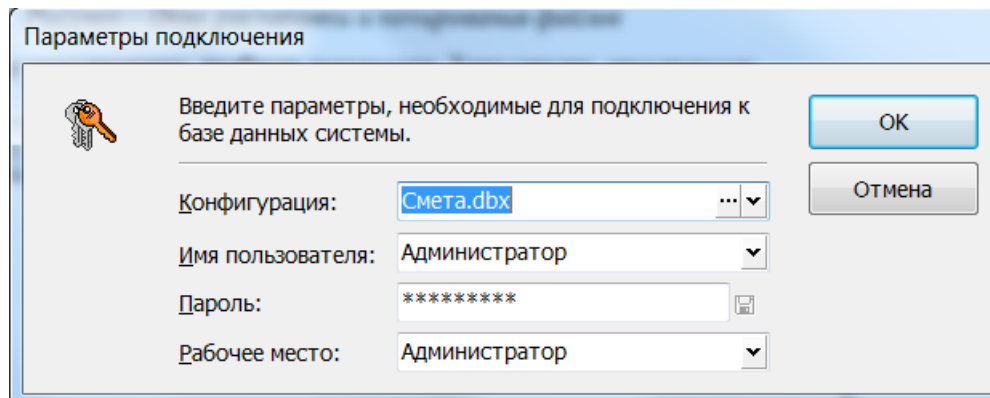 Параметры подключения
Введите параметры, необходимые для подключения к
базе данных системы.
OK
Отмена
Конфигурация: Смета.dbx ...
Имя пользователя: Администратор
Пароль: *********
Рабочее место: Администратор